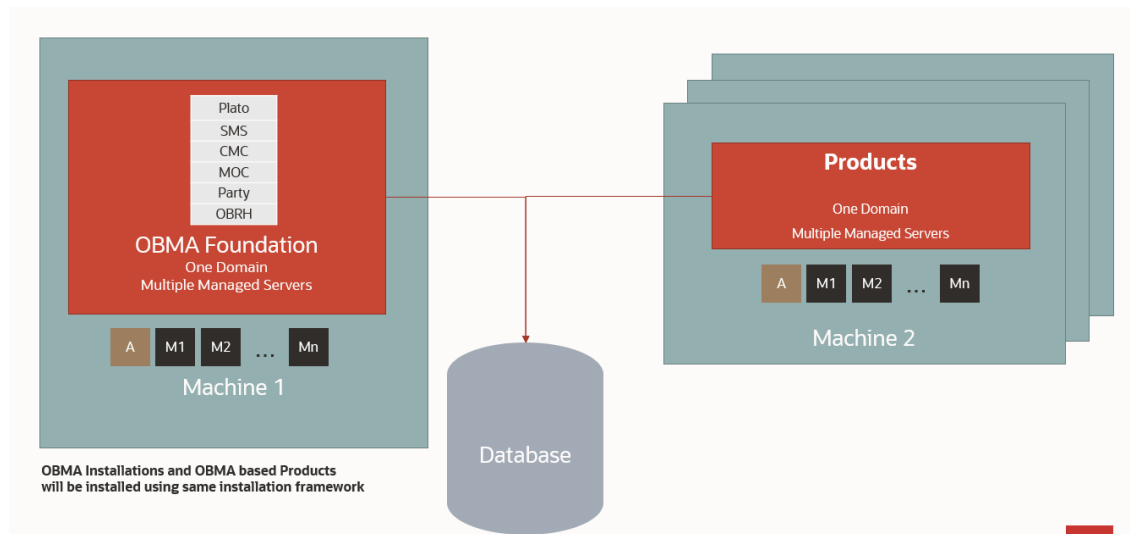 Plato
SMS
CMC
MOC
Party
OBRH
OBMA Foundation
One Domain
Multiple Managed Servers
A M1 M2 ... Mn
Machine 1
OBMA Installations and OBMA based Products
will be installed using same installation framework
Database
Products
One Domain
Multiple Managed Servers
A M1 M2 ... Mn
Machine 2